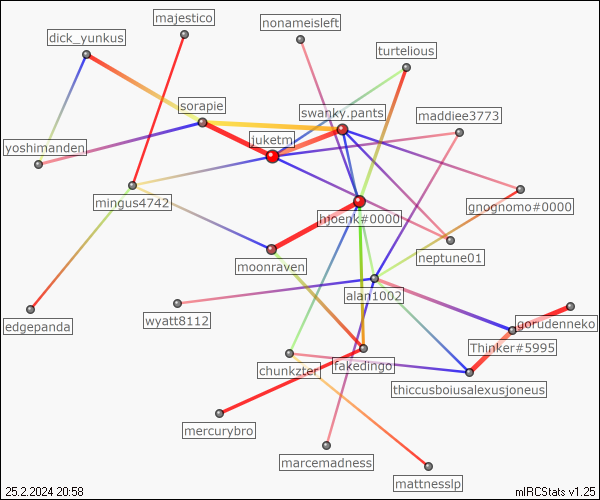 majestico
nonameisleft
dick_yunkus
turtelious
sorapie
swanky.pants
maddiee3773
juketm
yoshimanden
mingus4742
gnognomo#0000
hjoenk#0000
neptune01
moonraven
alan1002
wyatt8112
edgepanda
gorudenneko
Thinker#5995
fakedingo
chunkzter
thiccusboiusalexusjoneus
mercurybro
marcemadness
mattnesslp
25.2.2024 20:58
mIRCStats v1.25